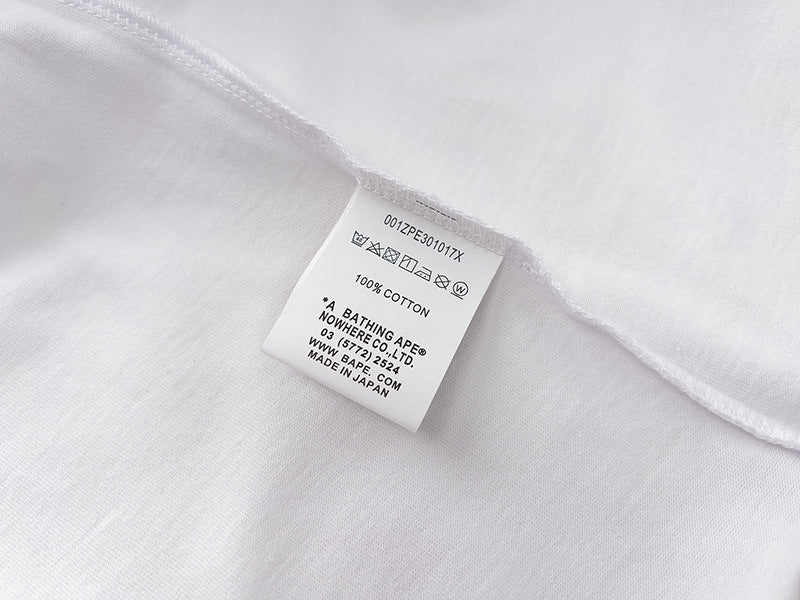 001ZPE301017X
100% COTTON
*A BATHING APE®
NOWHERE CO.,LTD.
03 (5772) 2524
WWW. BAPE. COM
MADE IN JAPAN